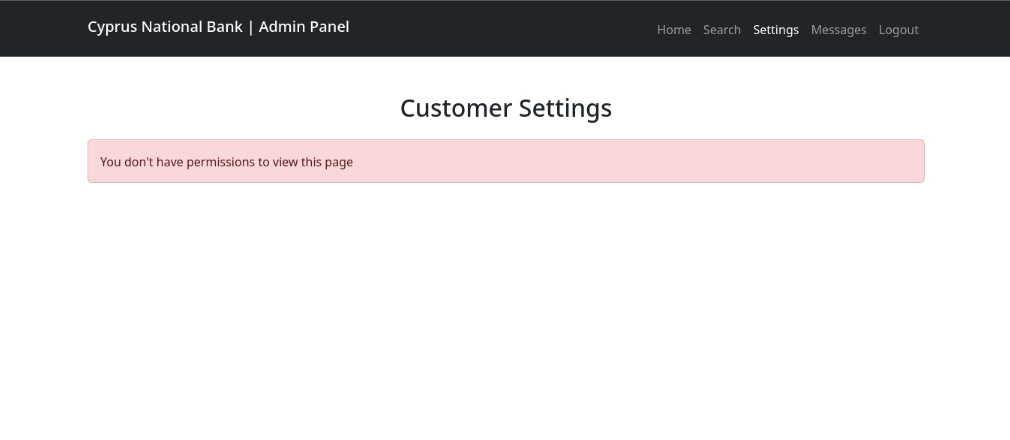 Cyprus National Bank | Admin Panel
Home Search Settings Messages Logout
Customer Settings
You don't have permissions to view this page